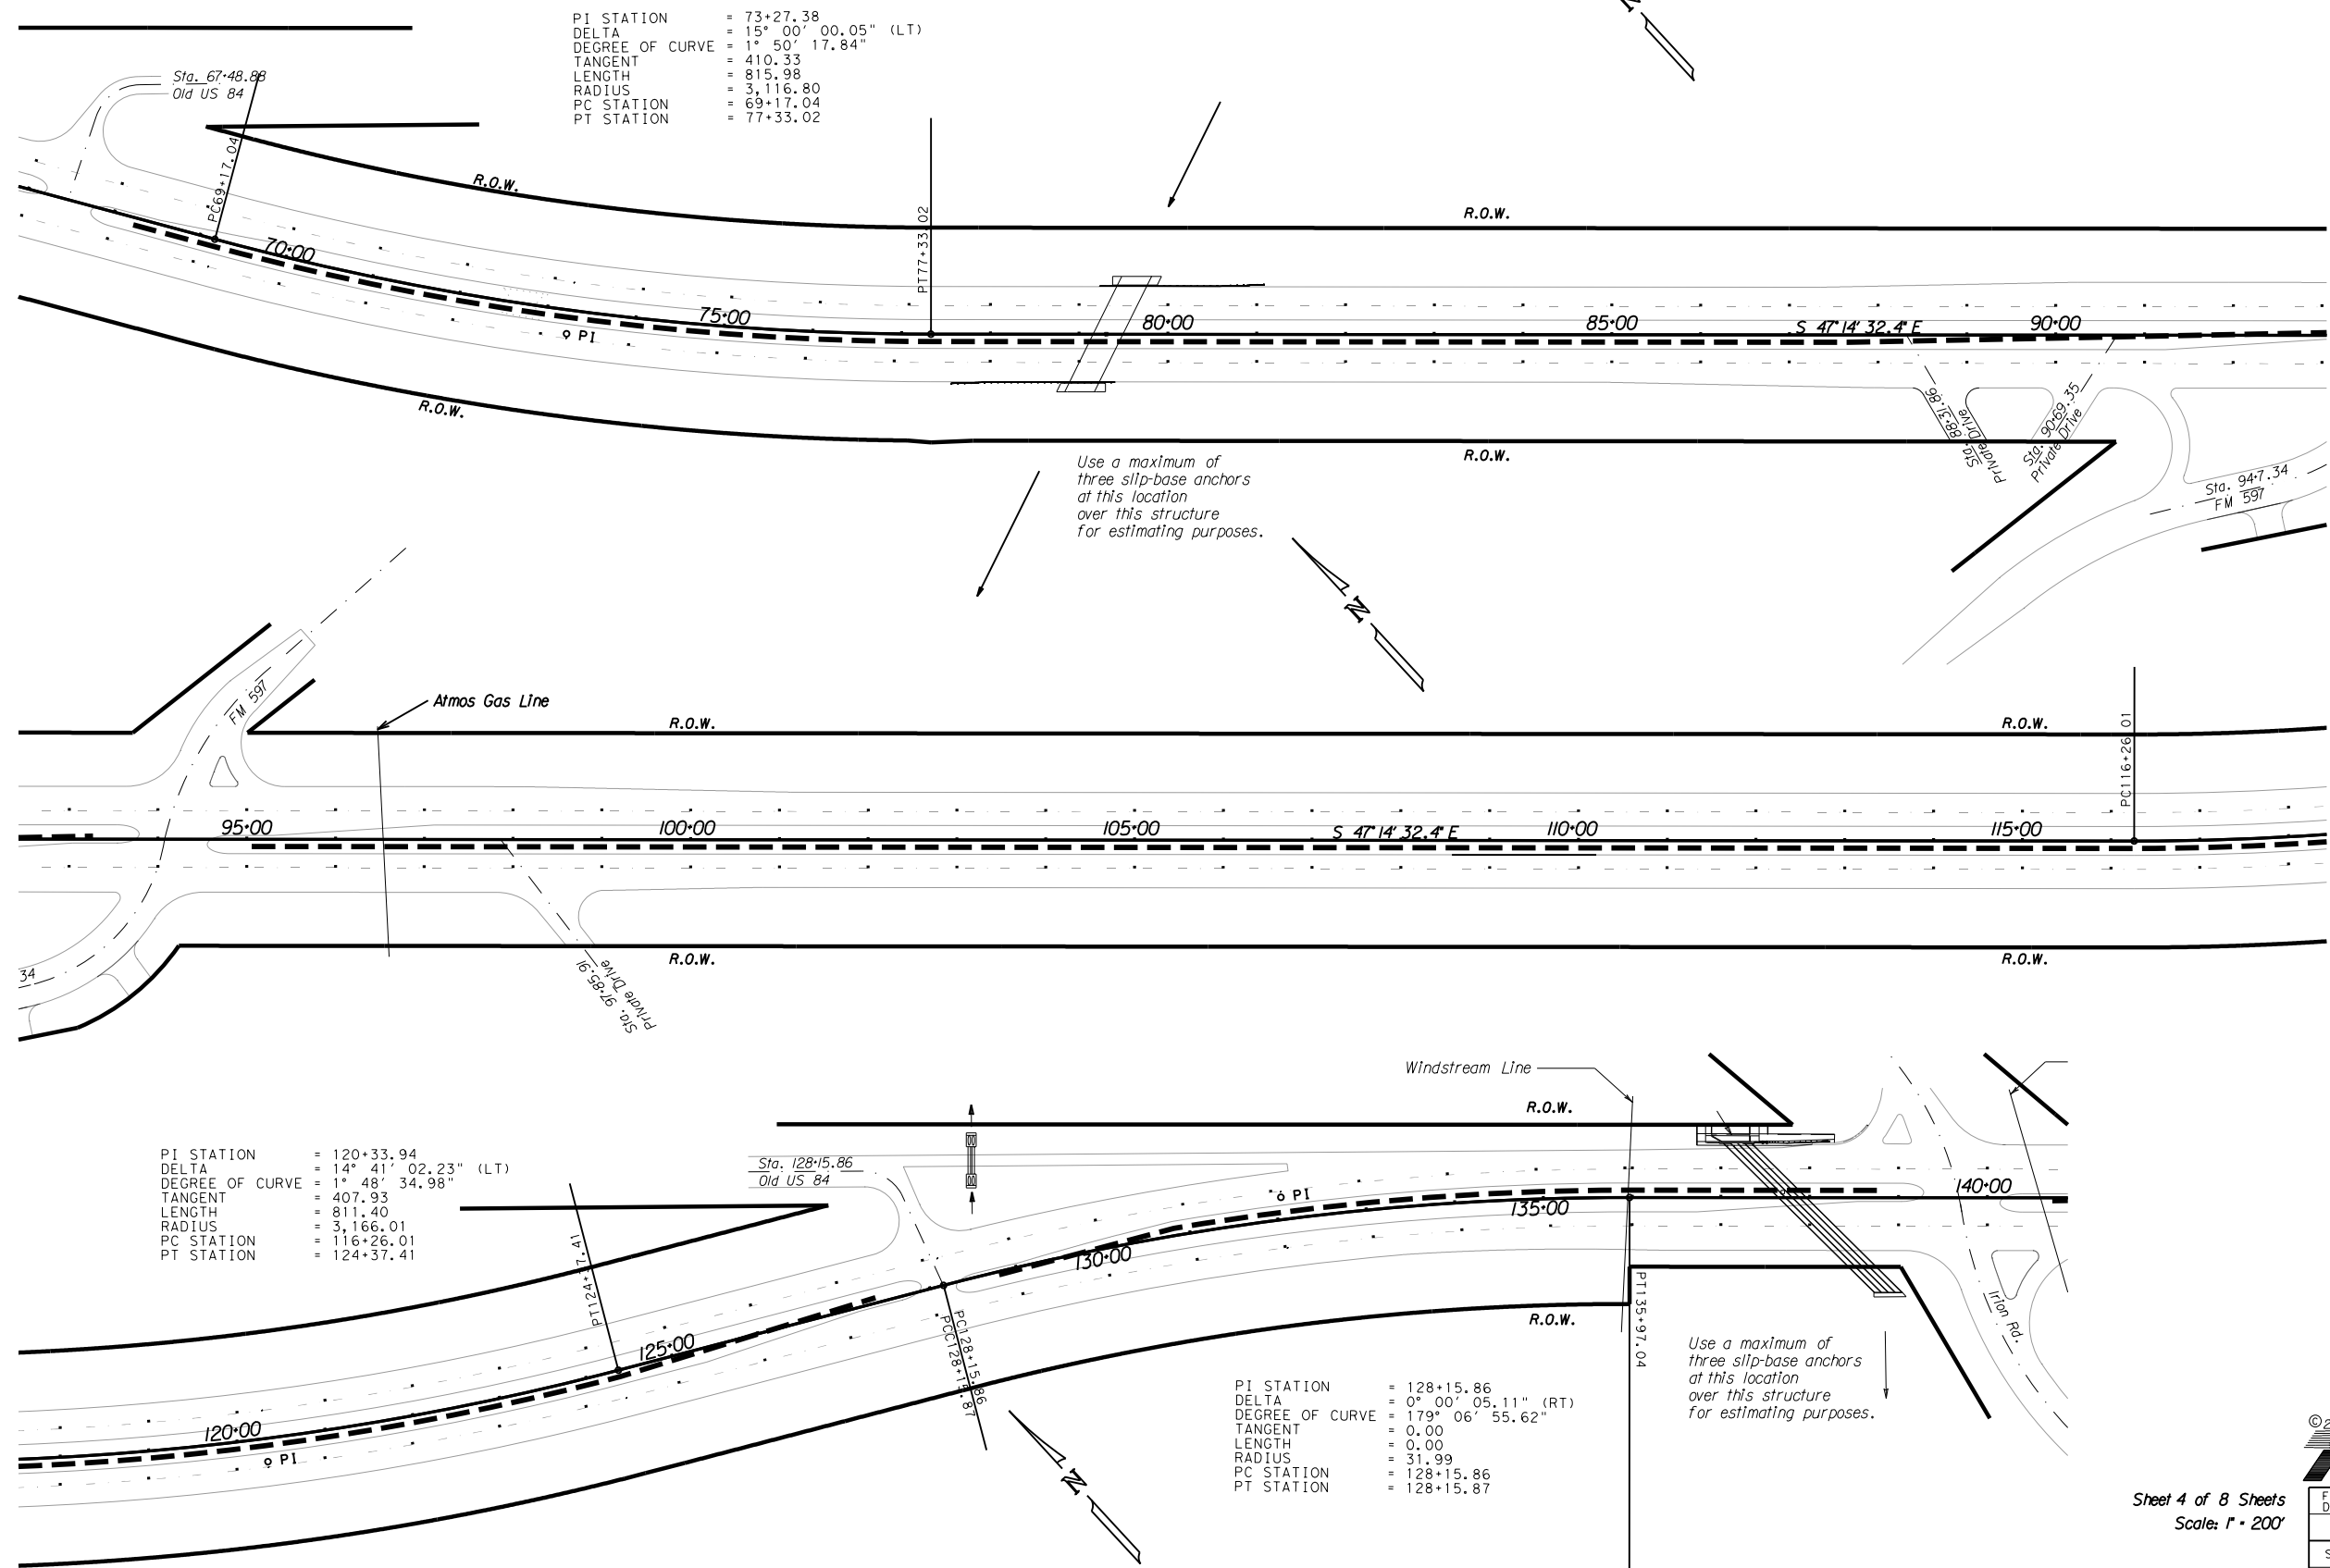 PI STATION = 73+27.38
DELTA = 15° 00′ 00.05" (LT)
DEGREE OF CURVE = 1° 50′ 17.84"
TANGENT = 410.33
LENGTH = 815.98
RADIUS = 3,116.80
PC STATION = 69+17.04
PT STATION = 77+33.02
N
Sta. 67+48.88
Old US 84
PC69+17.04
R.O.W.
70+00
75+00
PI
PT77+33.02
R.O.W.
80+00
85+00
S 47°14′ 32.4" E
90+00
R.O.W.
R.O.W.
Sta. 88+31.86
Private Drive
Sta. 90+69.35
Private Drive
Sta. 94+7.34
FM 597
Use a maximum of
three slip-base anchors
at this location
over this structure
for estimating purposes.
N
FM 597
Atmos Gas Line
R.O.W.
R.O.W.
PC116+26.01
95+00
100+00
105+00
S 47°14′ 32.4" E
110+00
115+00
34
Sta. 97+85.91
Private Drive
R.O.W.
R.O.W.
Windstream Line
R.O.W.
PI STATION = 120+33.94
DELTA = 14° 41′ 02.23" (LT)
DEGREE OF CURVE = 1° 48′ 34.98"
TANGENT = 407.93
LENGTH = 811.40
RADIUS = 3,166.01
PC STATION = 116+26.01
PT STATION = 124+37.41
Sta. 128+15.86
Old US 84
PI
135+00
140+00
PT124+37.41
130+00
125+00
120+00
PI
PC128+15.86
PCC128+15.87
R.O.W.
PT135+97.04
Irion Rd.
Use a maximum of
three slip-base anchors
at this location
over this structure
for estimating purposes.
PI STATION = 128+15.86
DELTA = 0° 00′ 05.11" (RT)
DEGREE OF CURVE = 179° 06′ 55.62"
TANGENT = 0.00
LENGTH = 0.00
RADIUS = 31.99
PC STATION = 128+15.86
PT STATION = 128+15.87
N
©2
Sheet 4 of 8 Sheets
Scale: 1" = 200′
F
D
S